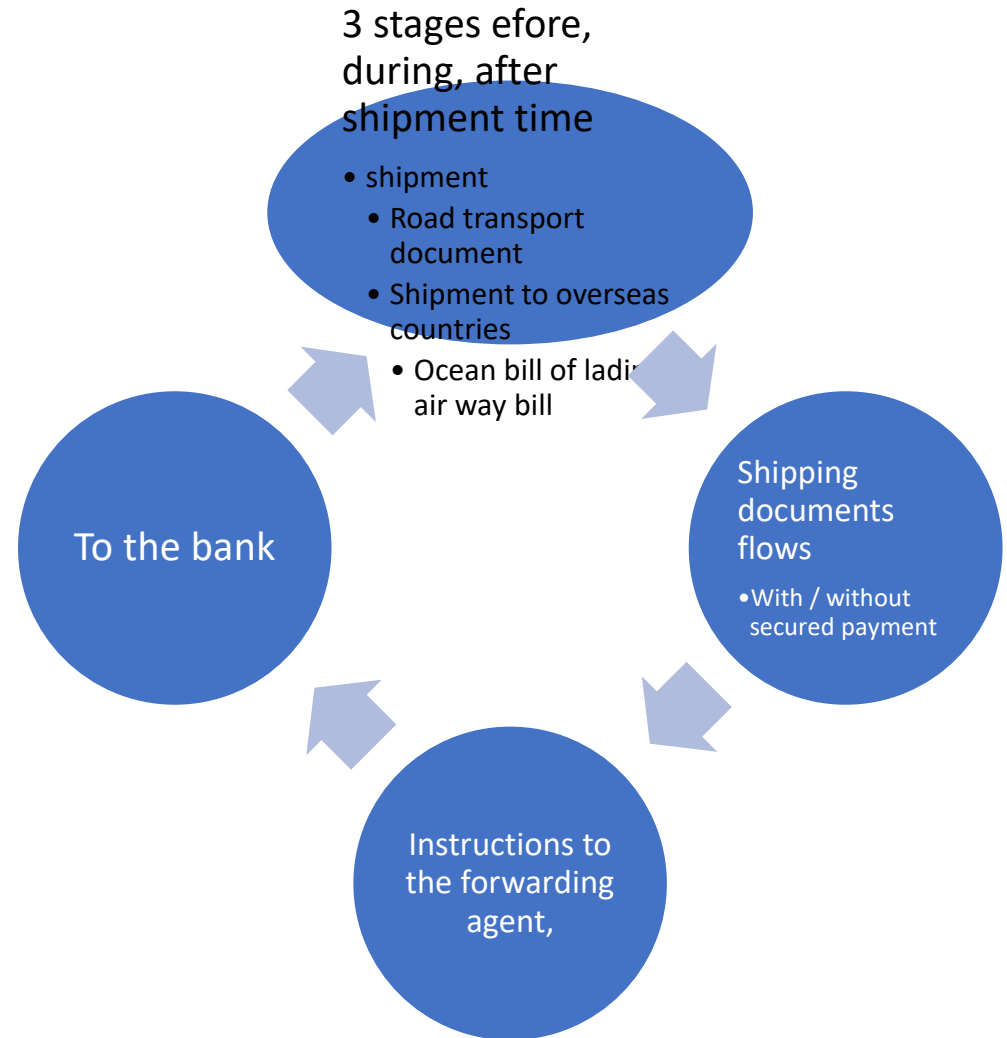 3 stages efore,
during, after
shipment time
• shipment
• Road transport
document
• Shipment to overseas
countries
• Ocean bill of
air way bill
Shipping
documents
flows
•With / without
secured payment
Instructions to
the forwarding
agent,
To the bank